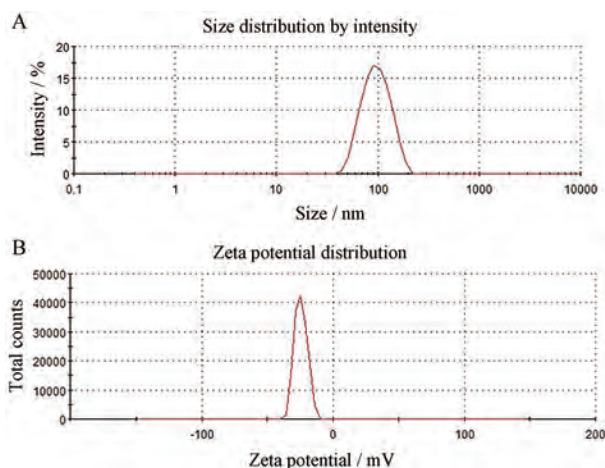 A
Size distribution by intensity
20
15
10
5
0
Intensity / %
0.1 1 10 100 1000 10000
Size / nm
B
Zeta potential distribution
50000
40000
30000
20000
10000
0
Total counts
-100 0 100 200
Zeta potential / mV